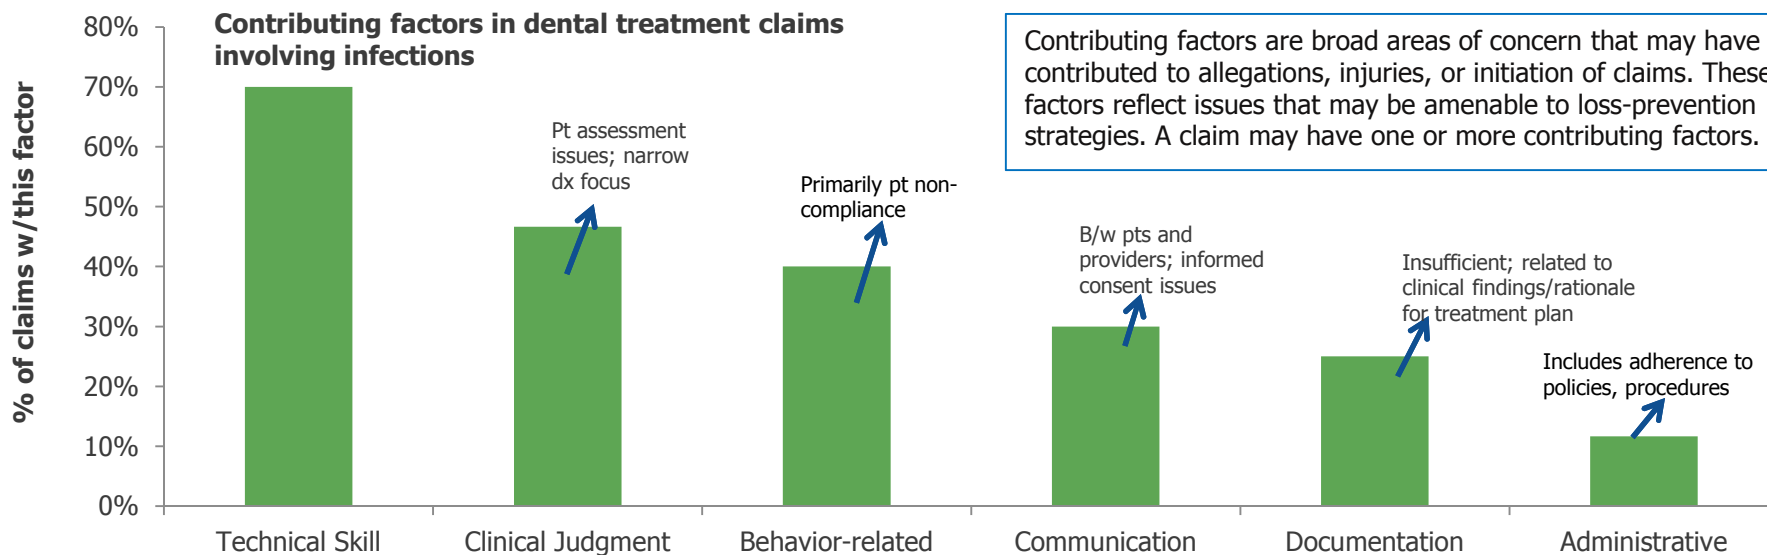 Contributing factors in dental treatment claims
involving infections
Contributing factors are broad areas of concern that may have
contributed to allegations, injuries, or initiation of claims. These
factors reflect issues that may be amenable to loss-prevention
strategies. A claim may have one or more contributing factors.
% of claims w/this factor
80%
70%
60%
50%
40%
30%
20%
10%
0%
Pt assessment
issues; narrow
dx focus
Primarily pt non-
compliance
B/w pts and
providers; informed
consent issues
Insufficient; related to
clinical findings/rationale
for treatment plan
Includes adherence to
policies, procedures
Technical Skill
Clinical Judgment
Behavior-related
Communication
Documentation
Administrative